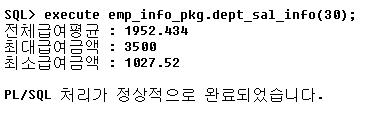 SQL> execute emp_info_pkg.dept_sal_info(30);
전체급여평균 : 1952.434
최대급여금액 : 3500
최소급여금액 : 1027.52
PL/SQL 처리가 정상적으로 완료되었습니다.